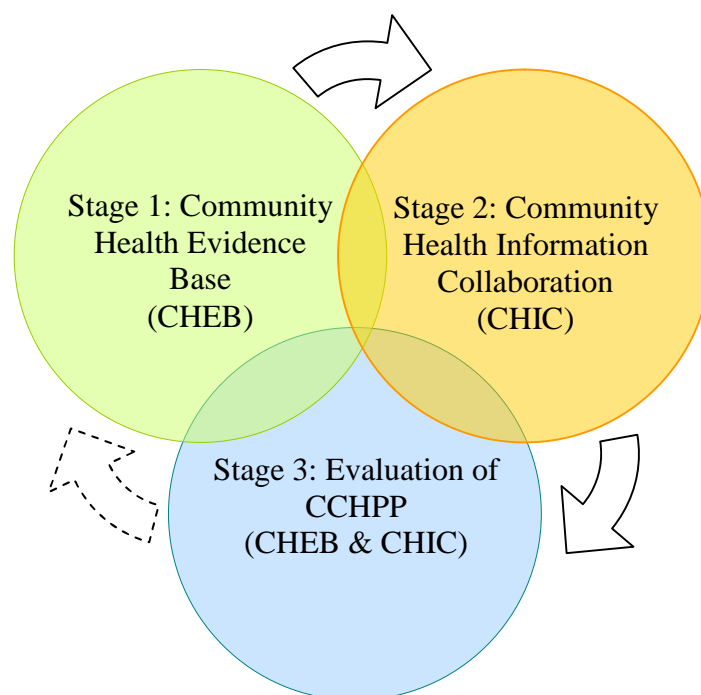 Stage 1: Community
Health Evidence
Base
(CHEB)
Stage 2: Community
Health Information
Collaboration
(CHIC)
Stage 3: Evaluation of
CCHPP
(CHEB & CHIC)